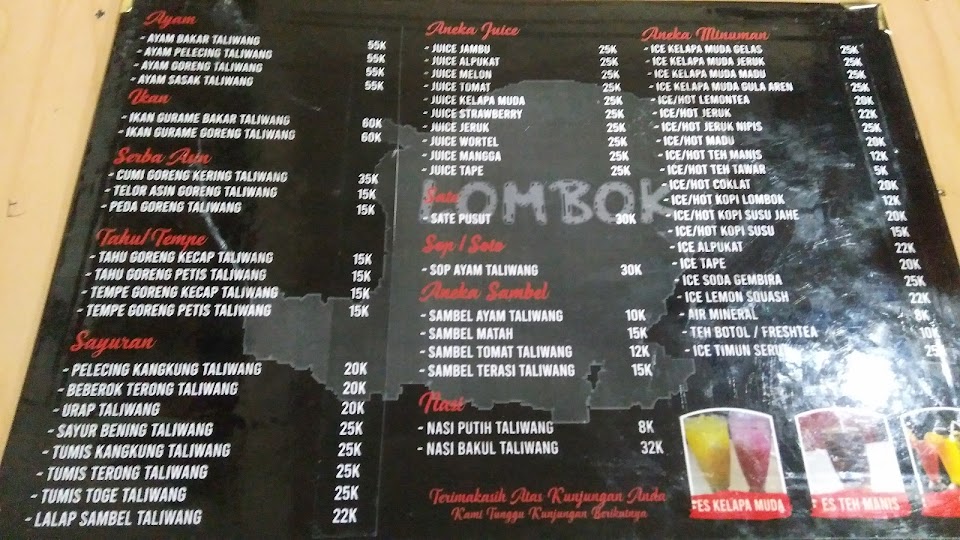 Ayam
- AYAM BAKAR TALIWANG 55K
- AYAM PELECING TALIWANG 55K
- AYAM GORENG TALIWANG 55K
- AYAM SASAK TALIWANG 55K
Ikan
- IKAN GURAME BAKAR TALIWANG 60K
- IKAN GURAME GORENG TALIWANG 60K
Serba Asin
- CUMI GORENG KERING TALIWANG 35K
- TELOR ASIN GORENG TALIWANG 15K
- PEDA GORENG TALIWANG 15K
Tahu/Tempe
- TAHU GORENG KECAP TALIWANG 15K
- TAHU GORENG PETIS TALIWANG 15K
- TEMPE GORENG KECAP TALIWANG 15K
- TEMPE GORENG PETIS TALIWANG 15K
Sayuran
- PELECING KANGKUNG TALIWANG 20K
- BEBEROK TERONG TALIWANG 20K
- URAP TALIWANG 20K
- SAYUR BENING TALIWANG 25K
- TUMIS KANGKUNG TALIWANG 25K
- TUMIS TERONG TALIWANG 25K
- TUMIS TOGE TALIWANG 25K
- LALAP SAMBEL TALIWANG 22K
Aneka Juice
- JUICE JAMBU 25K
- JUICE ALPUKAT 25K
- JUICE MELON 25K
- JUICE TOMAT 25K
- JUICE KELAPA MUDA 25K
- JUICE STRAWBERRY 25K
- JUICE JERUK 25K
- JUICE WORTEL 25K
- JUICE MANGGA 25K
- JUICE TAPE 25K
LOMBOK
Sate
- SATE PUSUT 30K
Sop / Soto
- SOP AYAM TALIWANG 30K
Aneka Sambel
- SAMBEL AYAM TALIWANG 10K
- SAMBEL MATAH 15K
- SAMBEL TOMAT TALIWANG 12K
- SAMBEL TERASI TALIWANG 15K
Nasi
- NASI PUTIH TALIWANG 8K
- NASI BAKUL TALIWANG 32K
Terimakasih Atas Kunjungan Anda
Kami Tunggu Kunjungan Berikutnya
Aneka Minuman
- ICE KELAPA MUDA GELAS 25K
- ICE KELAPA MUDA JERUK 25K
- ICE KELAPA MUDA MADU 25K
- ICE KELAPA MUDA GULA AREN 25K
- ICE/HOT LEMONTEA 20K
- ICE/HOT JERUK 22K
- ICE/HOT JERUK NIPIS 25K
- ICE/HOT MADU 20K
- ICE/HOT TEH MANIS 12K
- ICE/HOT TEH TAWAR 5K
- ICE/HOT COKLAT 20K
- ICE/HOT KOPI LOMBOK 12K
- ICE/HOT KOPI SUSU JAHE 20K
- ICE/HOT KOPI SUSU 15K
- ICE ALPUKAT 22K
- ICE TAPE 20K
- ICE SODA GEMBIRA 25K
- ICE LEMON SQUASH 22K
- AIR MINERAL 8K
- TEH BOTOL / FRESHTEA 10K
- ICE TIMUN SERUT
ES KELAPA MUDA
ES TEH MANIS